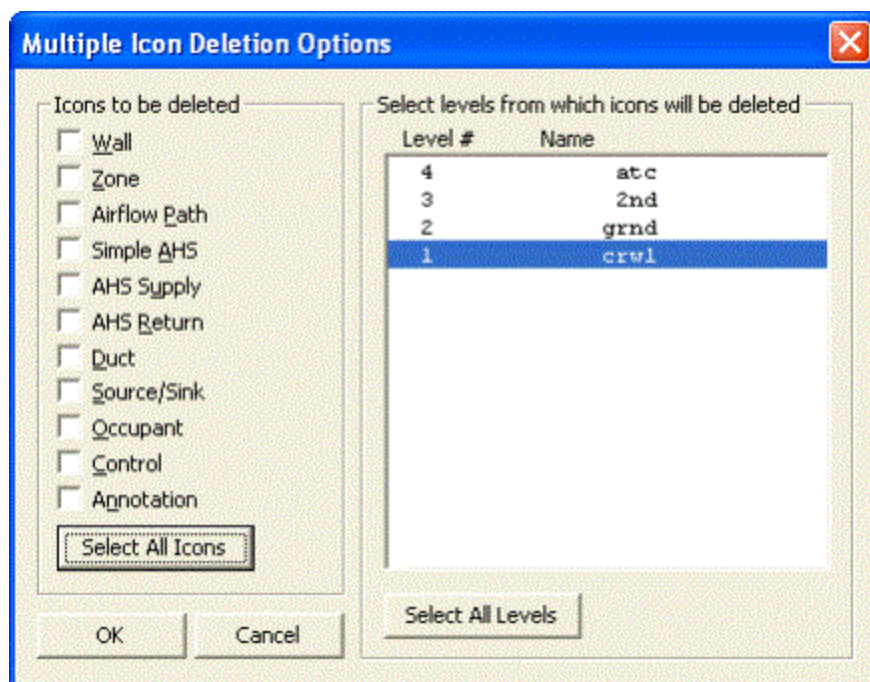 Multiple Icon Deletion Options
Icons to be deleted
Wall
Zone
Airflow Path
Simple AHS
AHS Supply
AHS Return
Duct
Source/Sink
Occupant
Control
Annotation
Select All Icons
OK
Cancel
Select levels from which icons will be deleted
Level # Name
4 atc
3 2nd
2 grnd
1 crwl
Select All Levels